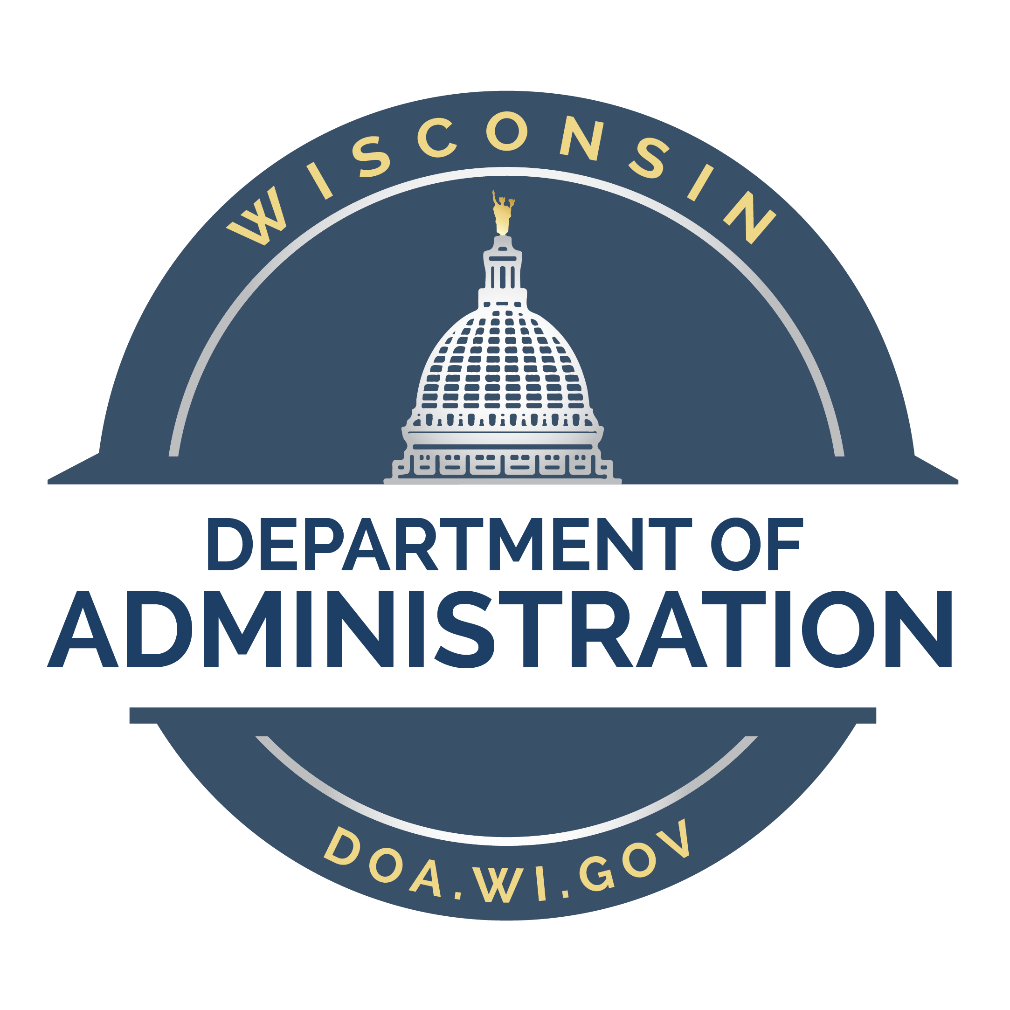 WISCONSIN
DEPARTMENT OF
ADMINISTRATION
DOA.WI.GOV